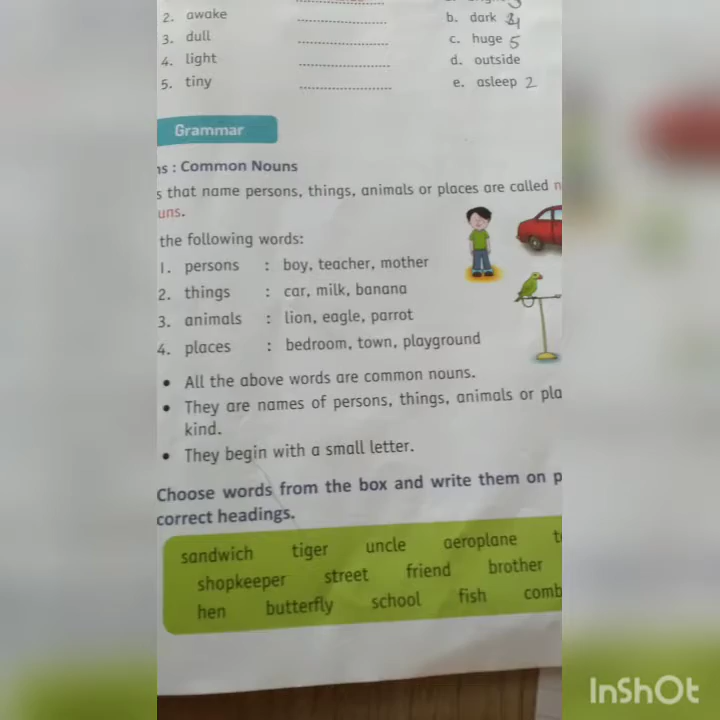 2. awake
b. dark 3 4
3. dull
c. huge 5
4. light
d. outside
5. tiny
e. asleep 2
Grammar
ns : Common Nouns
s that name persons, things, animals or places are called n
uns.
the following words:
1. persons : boy, teacher, mother
2. things : car, milk, banana
3. animals : lion, eagle, parrot
4. places : bedroom, town, playground
• All the above words are common nouns.
• They are names of persons, things, animals or pla
kind.
• They begin with a small letter.
Choose words from the box and write them on p
correct headings.
sandwich tiger uncle aeroplane t
shopkeeper street friend brother
hen butterfly school fish comb
InShOt